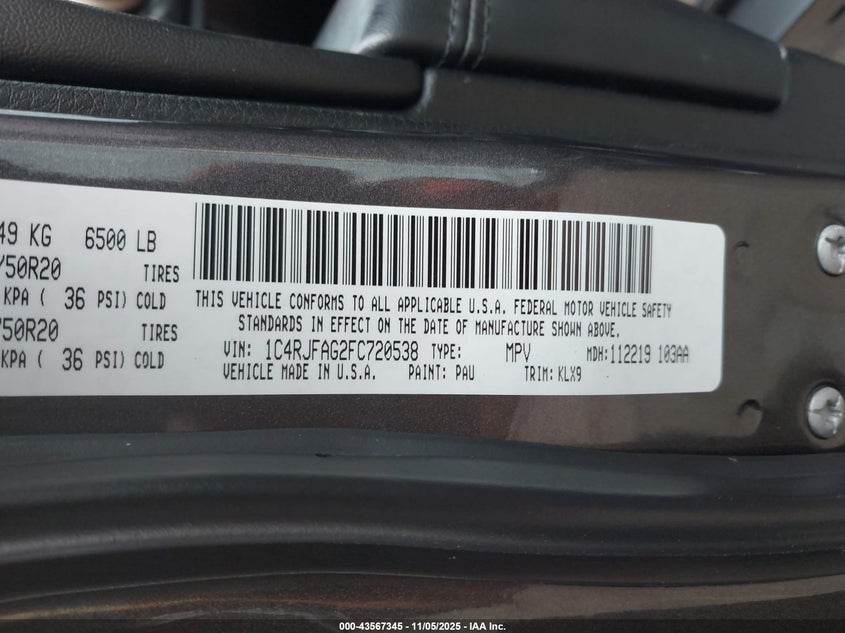 49 KG 6500 LB
/50R20 TIRES
KPA ( 36 PSI) COLD
/50R20 TIRES
KPA ( 36 PSI) COLD
THIS VEHICLE CONFORMS TO ALL APPLICABLE U.S.A. FEDERAL MOTOR VEHICLE SAFETY
STANDARDS IN EFFECT ON THE DATE OF MANUFACTURE SHOWN ABOVE.
VIN: 1C4RJFAG2FC720538 TYPE: MPV MDH:112219 103AA
VEHICLE MADE IN U.S.A. PAINT: PAU TRIM: KLX9
000-43567345 | 11/05/2025 - IAA Inc.